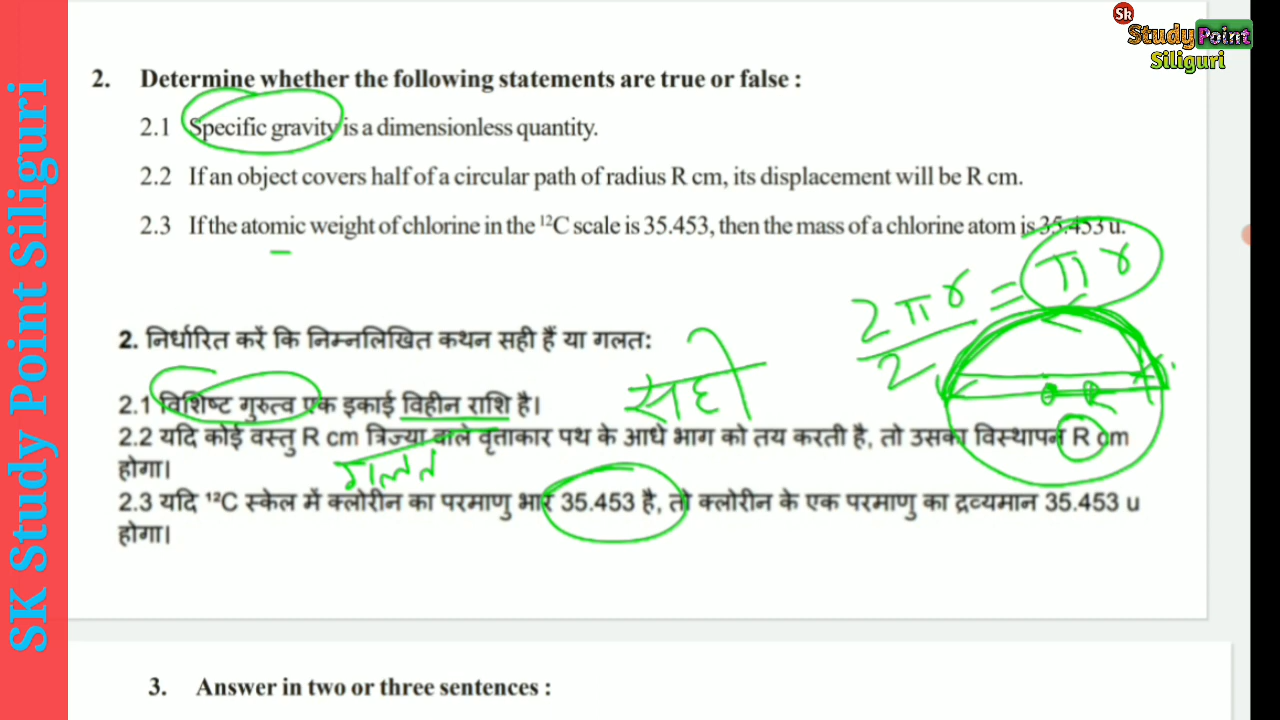 SK Study Point Siliguri
Sk
Study Point
Siliguri
2. Determine whether the following statements are true or false :
2.1 Specific gravity is a dimensionless quantity.
2.2 If an object covers half of a circular path of radius R cm, its displacement will be R cm.
2.3 If the atomic weight of chlorine in the ¹²C scale is 35.453, then the mass of a chlorine atom is 35.453 u.
2πr/2 = πr
2. निर्धारित करें कि निम्नलिखित कथन सही हैं या गलत:
सही
2.1 विशिष्ट गुरुत्व एक इकाई विहीन राशि है।
2.2 यदि कोई वस्तु R cm त्रिज्या वाले वृत्ताकार पथ के आधे भाग को तय करती है, तो उसका विस्थापन R cm
होगा।
गलत
2.3 यदि ¹²C स्केल में क्लोरीन का परमाणु भार 35.453 है, तो क्लोरीन के एक परमाणु का द्रव्यमान 35.453 u
होगा।
3. Answer in two or three sentences :